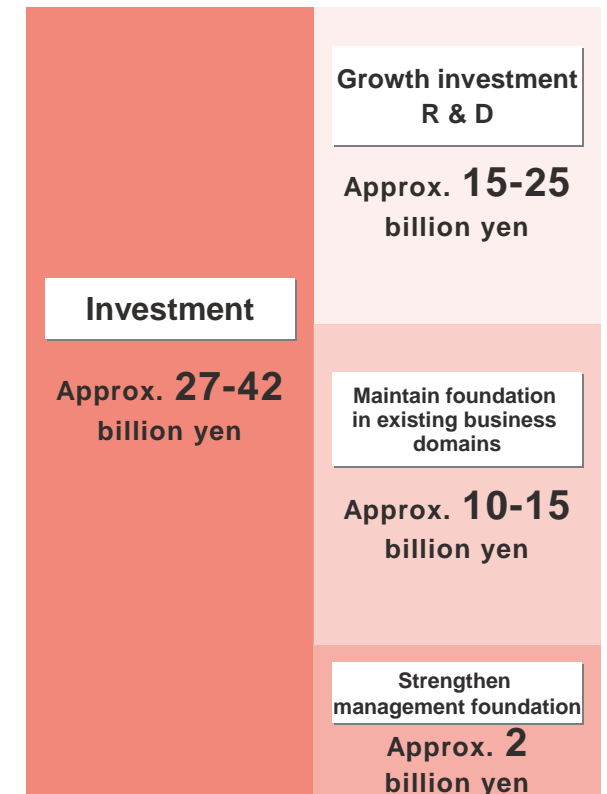 Investment
Approx. 27-42
billion yen
Growth investment
R & D
Approx. 15-25
billion yen
Maintain foundation
in existing business
domains
Approx. 10-15
billion yen
Strengthen
management foundation
Approx. 2
billion yen